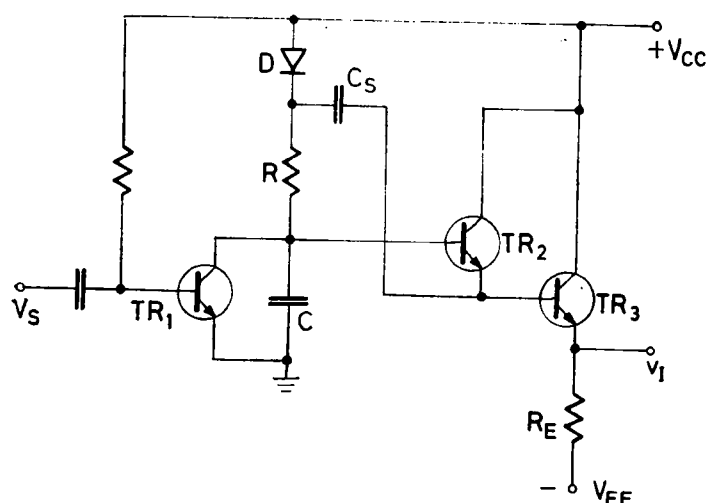 +V_CC
D
C_S
R
TR_2
V_S
TR_1
C
TR_3
v_I
R_E
- V_EE